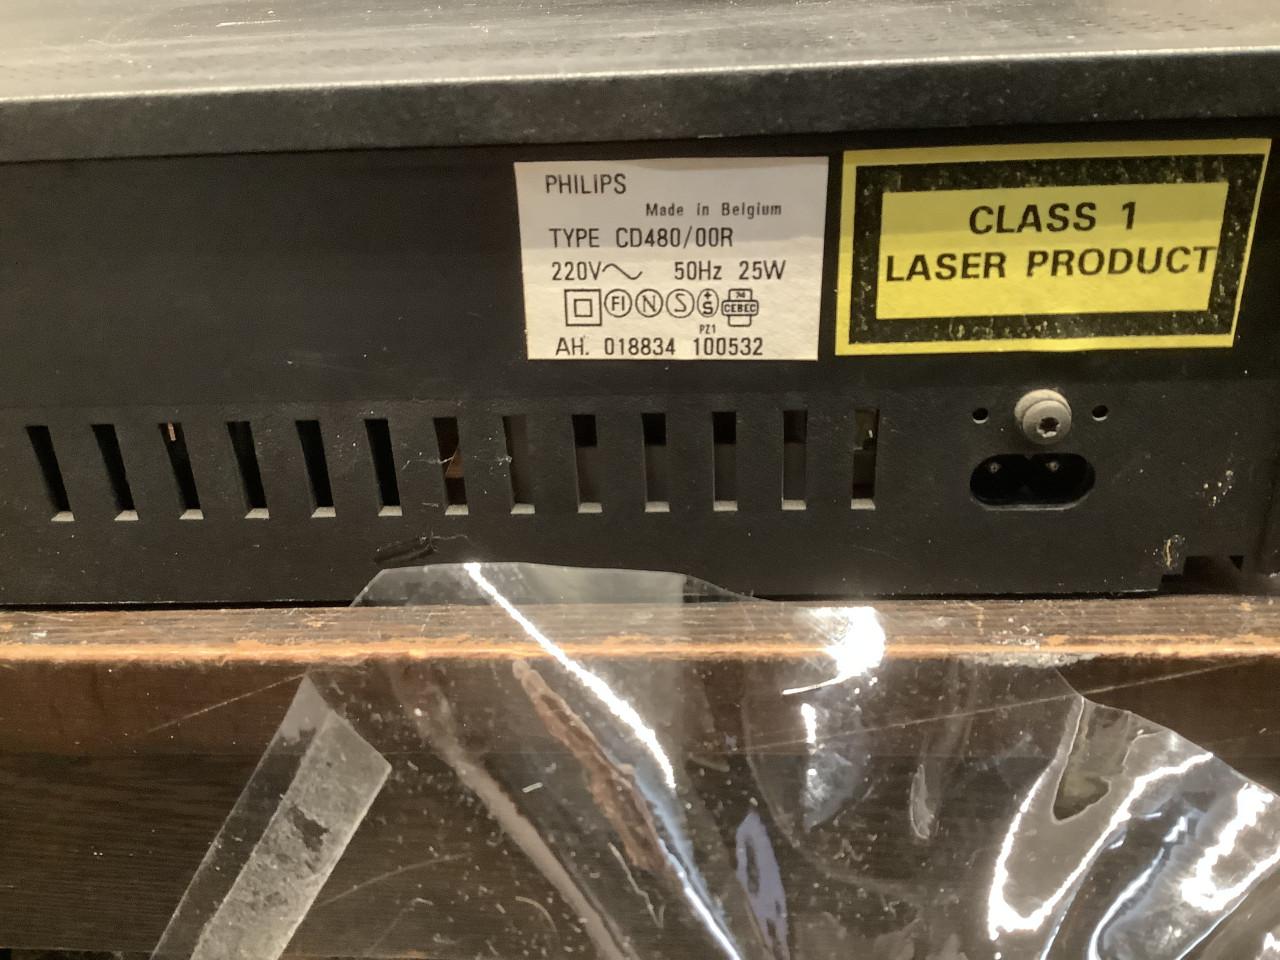 PHILIPS
Made in Belgium
TYPE CD480/00R
220V~ 50Hz 25W
FI N S +S CEBEC
PZ1
AH. 018834 100532
CLASS 1
LASER PRODUCT